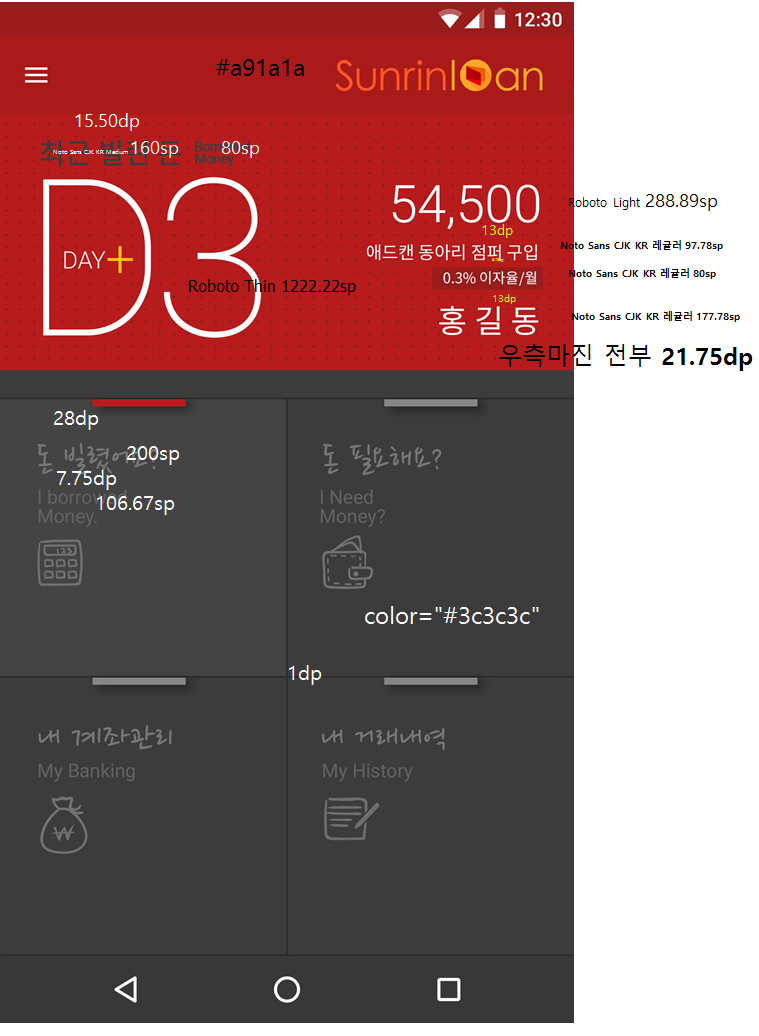 12:30
#a91a1a
Sunrinloan
15.50dp
최근 빌린 돈
Noto Sans CJK KR Medium 160sp
Borrow
Money
80sp
D3
DAY+
54,500
Roboto Light 288.89sp
13dp
애드캔 동아리 점퍼 구입
Noto Sans CJK KR 레귤러 97.78sp
0.3% 이자율/월
Noto Sans CJK KR 레귤러 80sp
Roboto Thin 1222.22sp
13dp
홍 길 동
Noto Sans CJK KR 레귤러 177.78sp
우측마진 전부 21.75dp
28dp
돈 빌렸어요?
200sp
7.75dp
I borrowed
Money.
106.67sp
123
돈 필요해요?
I Need
Money?
color="#3c3c3c"
1dp
내 계좌관리
My Banking
₩
내 거래내역
My History